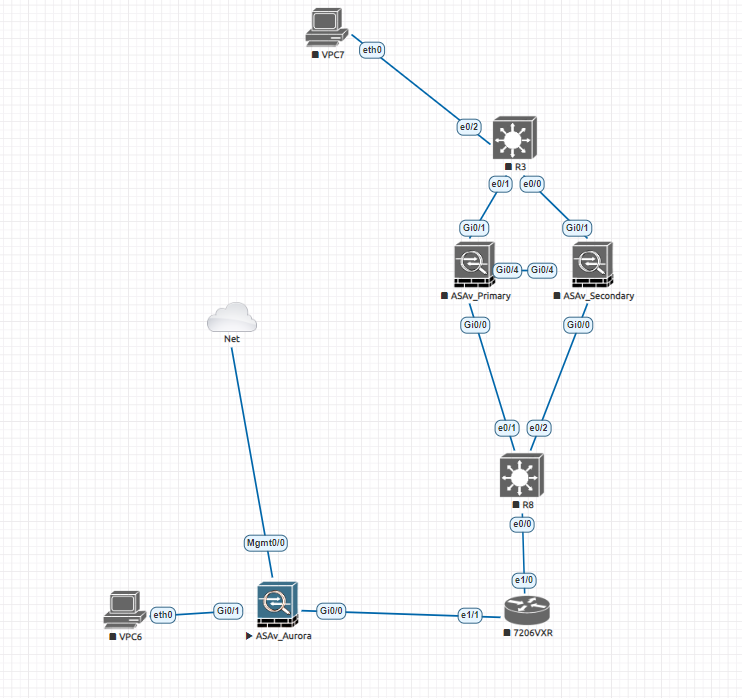 VPC7
eth0
e0/2
R3
e0/1
e0/0
Gi0/1
Gi0/1
Gi0/4
Gi0/4
ASAv_Primary
ASAv_Secondary
Gi0/0
Gi0/0
Net
e0/1
e0/2
R8
e0/0
Mgmt0/0
e1/0
VPC6
eth0
Gi0/1
ASAv_Aurora
Gi0/0
e1/1
7206VXR